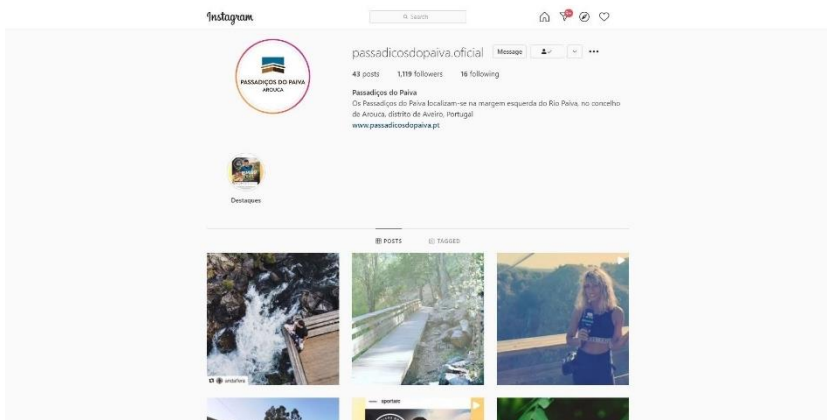 Instagram
Search
PASSADIÇOS DO PAIVA
AROUCA
passadicosdopaiva.oficial Message
43 posts 1,119 followers 16 following
Passadiços do Paiva
Os Passadiços do Paiva localizam-se na margem esquerda do Rio Paiva, no concelho
de Arouca, distrito de Aveiro, Portugal
www.passadicosdopaiva.pt
Destaques
POSTS TAGGED